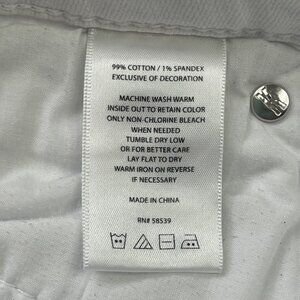 99% COTTON / 1% SPANDEX
EXCLUSIVE OF DECORATION
MACHINE WASH WARM
INSIDE OUT TO RETAIN COLOR
ONLY NON-CHLORINE BLEACH
WHEN NEEDED
TUMBLE DRY LOW
OR FOR BETTER CARE
LAY FLAT TO DRY
WARM IRON ON REVERSE
IF NECESSARY
MADE IN CHINA
RN# 58539